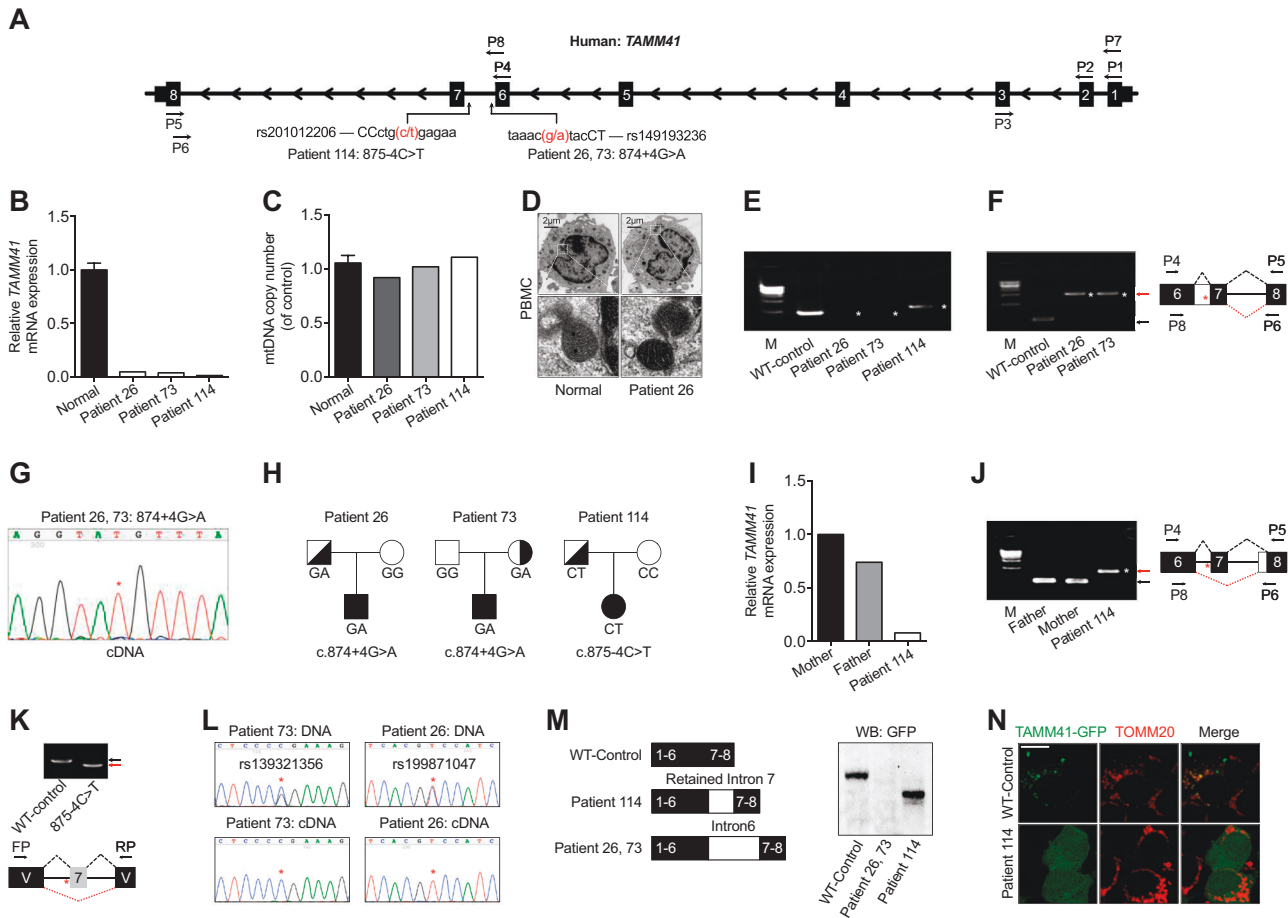 A
Human: TAMM41
P8
P7
P4
P2
P1
8
7
6
5
4
3
2
1
P5
P6
P3
rs201012206 — CCctg(c/t)gagaa
taaac(g/a)tacCT — rs149193236
Patient 114: 875-4C>T
Patient 26, 73: 874+4G>A
B
Relative TAMM41
mRNA expression
1.5
1.0
0.5
0.0
Normal
Patient 26
Patient 73
Patient 114
C
mtDNA copy number
(of control)
1.5
1.0
0.5
0.0
Normal
Patient 26
Patient 73
Patient 114
D
2μm
2μm
PBMC
Normal
Patient 26
E
*
*
*
M
WT-control
Patient 26
Patient 73
Patient 114
F
*
*
M
WT-control
Patient 26
Patient 73
P4
P5
6
*
7
8
P8
P6
G
Patient 26, 73: 874+4G>A
A G G T A T G T T T A
*
cDNA
H
Patient 26
Patient 73
Patient 114
GA
GG
GG
GA
CT
CC
GA
GA
CT
c.874+4G>A
c.874+4G>A
c.875-4C>T
I
Relative TAMM41
mRNA expression
1.5
1.0
0.5
0.0
Mother
Father
Patient 114
J
*
M
Father
Mother
Patient 114
P4
P5
6
*
7
8
P8
P6
K
WT-control
875-4C>T
FP
RP
V
*
7
V
L
Patient 73: DNA
Patient 26: DNA
C T C C C C G A A A G
T C A C G T C C A T C
rs139321356
rs199871047
*
*
Patient 73: cDNA
Patient 26: cDNA
C T C C C C G A A A G
T C A C G T C C A T C
*
*
M
WT-Control
1-6
7-8
Retained Intron 7
Patient 114
1-6
7-8
Intron6
Patient 26, 73
1-6
7-8
WB: GFP
WT-Control
Patient 26, 73
Patient 114
N
TAMM41-GFP
TOMM20
Merge
WT-Control
Patient 114